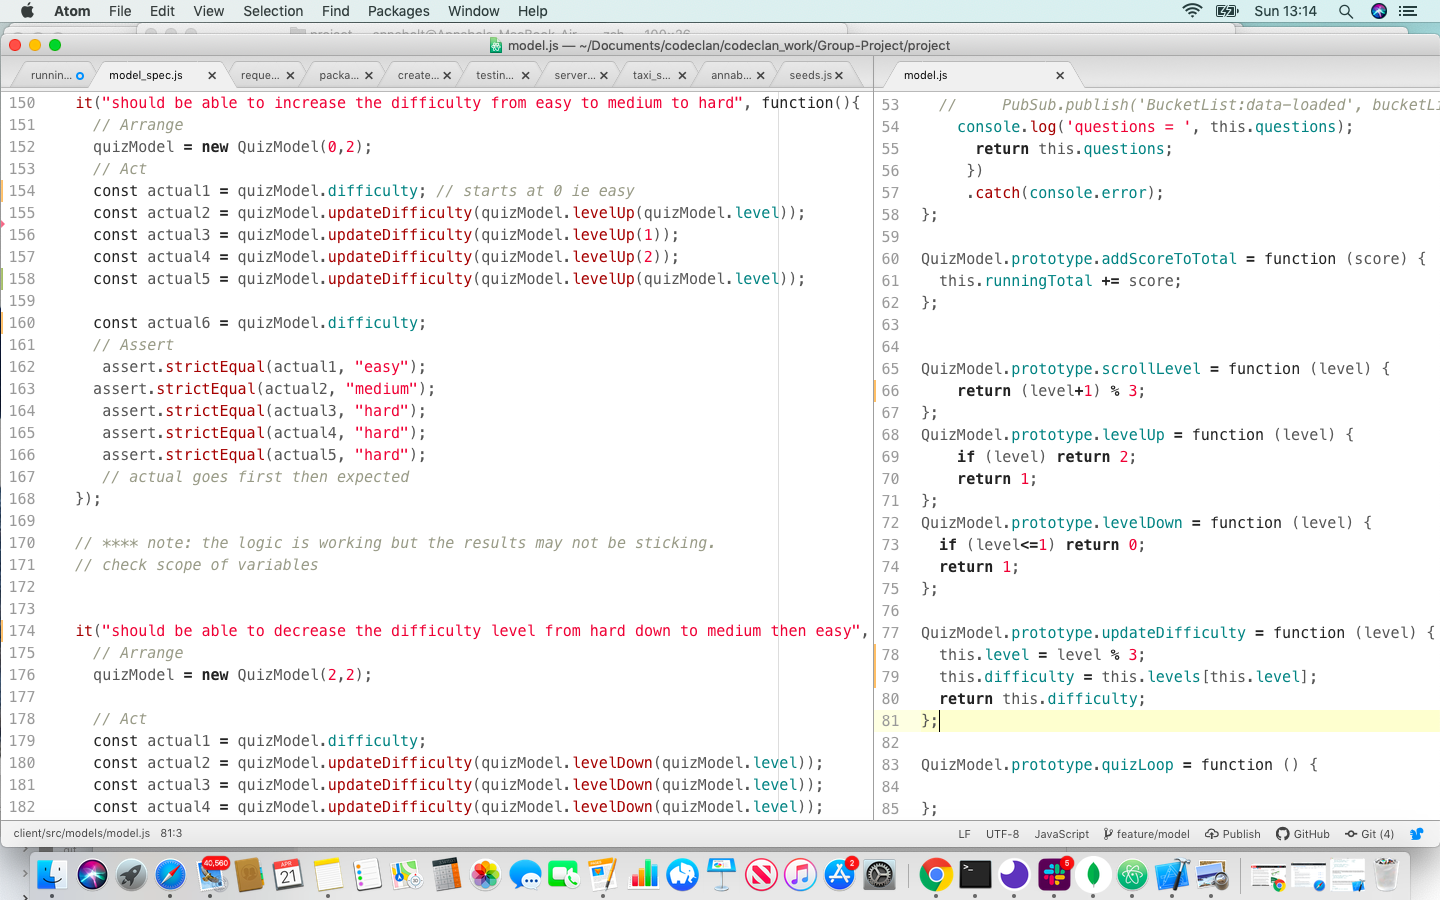 Atom File Edit View Selection Find Packages Window Help Sun 13:14
model.js — ~/Documents/codeclan/codeclan_work/Group-Project/project
runnin... model_spec.js reque... packa... create... testin... server... taxi_s... annab... seeds.js model.js
150 it("should be able to increase the difficulty from easy to medium to hard", function(){
151 // Arrange
152 quizModel = new QuizModel(0,2);
153 // Act
154 const actual1 = quizModel.difficulty; // starts at 0 ie easy
155 const actual2 = quizModel.updateDifficulty(quizModel.levelUp(quizModel.level));
156 const actual3 = quizModel.updateDifficulty(quizModel.levelUp(1));
157 const actual4 = quizModel.updateDifficulty(quizModel.levelUp(2));
158 const actual5 = quizModel.updateDifficulty(quizModel.levelUp(quizModel.level));
159
160 const actual6 = quizModel.difficulty;
161 // Assert
162 assert.strictEqual(actual1, "easy");
163 assert.strictEqual(actual2, "medium");
164 assert.strictEqual(actual3, "hard");
165 assert.strictEqual(actual4, "hard");
166 assert.strictEqual(actual5, "hard");
167 // actual goes first then expected
168 });
169
170 // **** note: the logic is working but the results may not be sticking.
171 // check scope of variables
172
173
174 it("should be able to decrease the difficulty level from hard down to medium then easy",
175 // Arrange
176 quizModel = new QuizModel(2,2);
177
178 // Act
179 const actual1 = quizModel.difficulty;
180 const actual2 = quizModel.updateDifficulty(quizModel.levelDown(quizModel.level));
181 const actual3 = quizModel.updateDifficulty(quizModel.levelDown(quizModel.level));
182 const actual4 = quizModel.updateDifficulty(quizModel.levelDown(quizModel.level));
53 // PubSub.publish('BucketList:data-loaded', bucketLi
54 console.log('questions = ', this.questions);
55 return this.questions;
56 })
57 .catch(console.error);
58 };
59
60 QuizModel.prototype.addScoreToTotal = function (score) {
61 this.runningTotal += score;
62 };
63
64
65 QuizModel.prototype.scrollLevel = function (level) {
66 return (level+1) % 3;
67 };
68 QuizModel.prototype.levelUp = function (level) {
69 if (level) return 2;
70 return 1;
71 };
72 QuizModel.prototype.levelDown = function (level) {
73 if (level<=1) return 0;
74 return 1;
75 };
76
77 QuizModel.prototype.updateDifficulty = function (level) {
78 this.level = level % 3;
79 this.difficulty = this.levels[this.level];
80 return this.difficulty;
81 };
82
83 QuizModel.prototype.quizLoop = function () {
84
85 };
client/src/models/model.js 81:3 LF UTF-8 JavaScript feature/model Publish GitHub Git (4)
40,560 APR 21 2 5